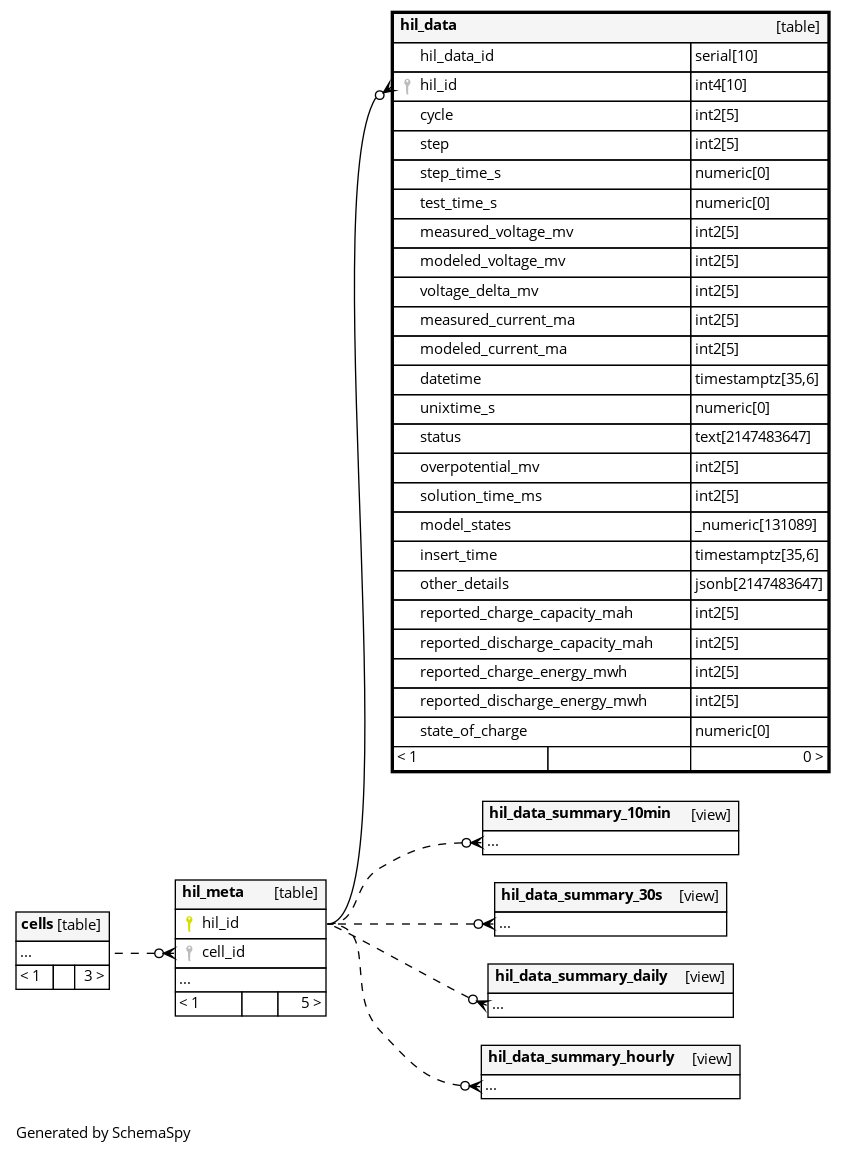 hil_data [table]
hil_data_id serial[10]
hil_id int4[10]
cycle int2[5]
step int2[5]
step_time_s numeric[0]
test_time_s numeric[0]
measured_voltage_mv int2[5]
modeled_voltage_mv int2[5]
voltage_delta_mv int2[5]
measured_current_ma int2[5]
modeled_current_ma int2[5]
datetime timestamptz[35,6]
unixtime_s numeric[0]
status text[2147483647]
overpotential_mv int2[5]
solution_time_ms int2[5]
model_states _numeric[131089]
insert_time timestamptz[35,6]
other_details jsonb[2147483647]
reported_charge_capacity_mah int2[5]
reported_discharge_capacity_mah int2[5]
reported_charge_energy_mwh int2[5]
reported_discharge_energy_mwh int2[5]
state_of_charge numeric[0]
< 1 0 >
hil_data_summary_10min [view]
...
hil_meta [table]
hil_id
cell_id
...
< 1 5 >
hil_data_summary_30s [view]
...
cells [table]
...
< 1 3 >
hil_data_summary_daily [view]
...
hil_data_summary_hourly [view]
...
Generated by SchemaSpy